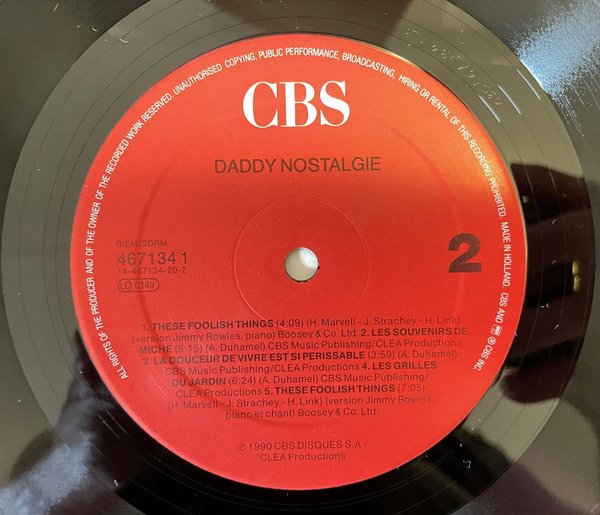 ALL RIGHTS OF THE PRODUCER AND OF THE OWNER OF THE RECORDED WORK RESERVED. UNAUTHORISED COPYING, PUBLIC PERFORMANCE, BROADCASTING, HIRING OR RENTAL OF THIS RECORDING PROHIBITED. MADE IN HOLLAND. CBS AND ℗ © CBS INC.
CBS
DADDY NOSTALGIE
BIEM/SDRM
467134 1
14-467134-20-2
LC 0149
2
1. THESE FOOLISH THINGS (4:09) (H. Marvell - J. Strachey - H. Link)
(version Jimmy Rowles, piano) Boosey & Co. Ltd. 2. LES SOUVENIRS DE
MICHE (6:15) (A. Duhamel) CBS Music Publishing/CLEA Productions
3. LA DOUCEUR DE VIVRE EST SI PERISSABLE (3:59) (A. Duhamel)
CBS Music Publishing/CLEA Productions 4. LES GRILLES
DU JARDIN (6:24) (A. Duhamel) CBS Music Publishing/
CLEA Productions 5. THESE FOOLISH THINGS (7:05)
(H. Marvell - J. Strachey - H. Link) (version Jimmy Rowles,
piano et chant) Boosey & Co. Ltd.
℗ 1990 CBS DISQUES S.A./
CLEA Productions